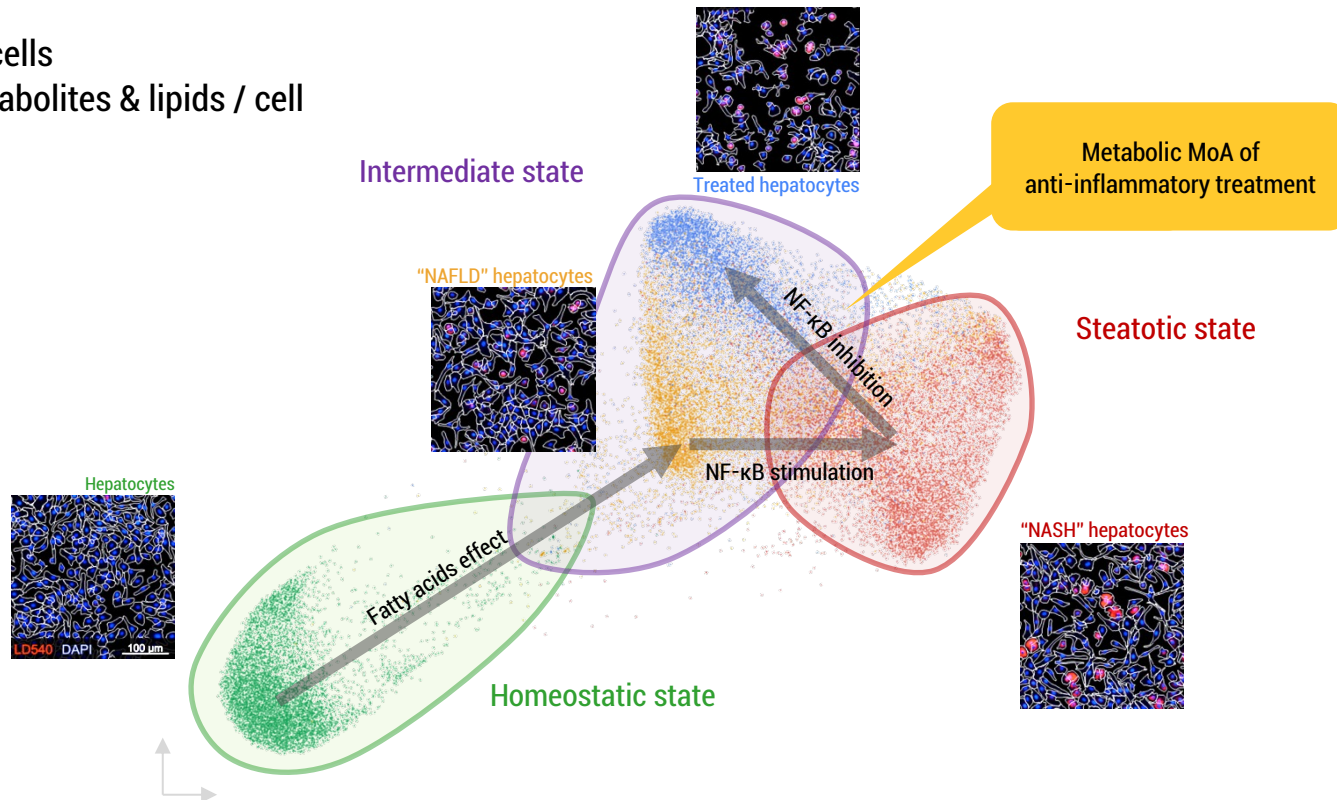 cells
abolites & lipids / cell
Intermediate state
Treated hepatocytes
Metabolic MoA of
anti-inflammatory treatment
"NAFLD" hepatocytes
NF-κB inhibition
Steatotic state
NF-κB stimulation
Hepatocytes
"NASH" hepatocytes
Fatty acids effect
LD540 DAPI 100 µm
Homeostatic state